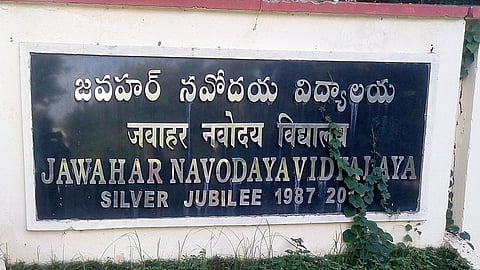 జవహర్ నవోదయ విద్యాలయ
जवाहर नवोदय विद्यालय
JAWAHAR NAVODAYA VIDYALAYA
SILVER JUBILEE 1987